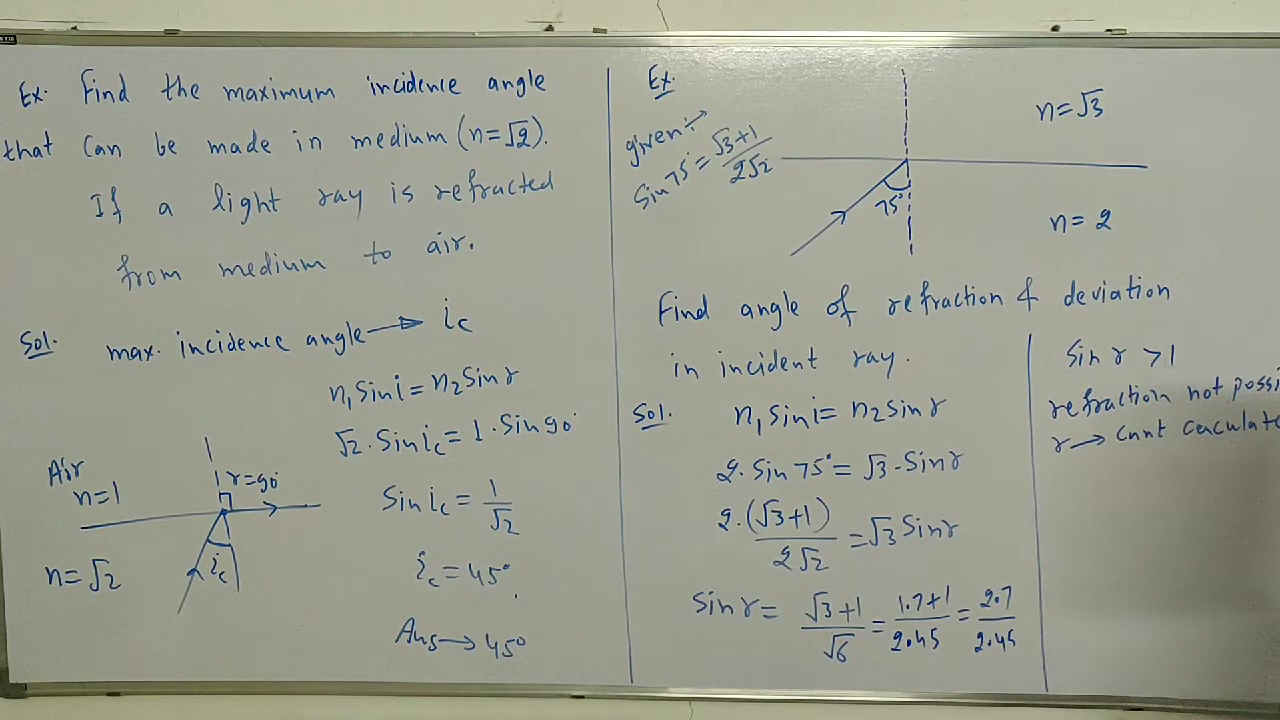 Ex. Find the maximum incidence angle
that can be made in medium (n=√2).
If a light ray is refracted
from medium to air.
Sol. max. incidence angle → ic
n₁ sin i = n₂ sin r
√2 · sin ic = 1 · sin 90°
sin ic = 1/√2
ic = 45°
Ans → 45°
Air
n=1
r=90°
n=√2
ic
Ex.
given:→
sin 75° = (√3+1)/(2√2)
n=√3
75°
n=2
Find angle of refraction & deviation
in incident ray.
Sol. n₁ sin i = n₂ sin r
2 · sin 75° = √3 · sin r
2 · (√3+1)/(2√2) = √3 sin r
sin r = (√3+1)/√6 = (1.7+1)/2.45 = 2.7/2.45
sin r > 1
refraction not possi
r →